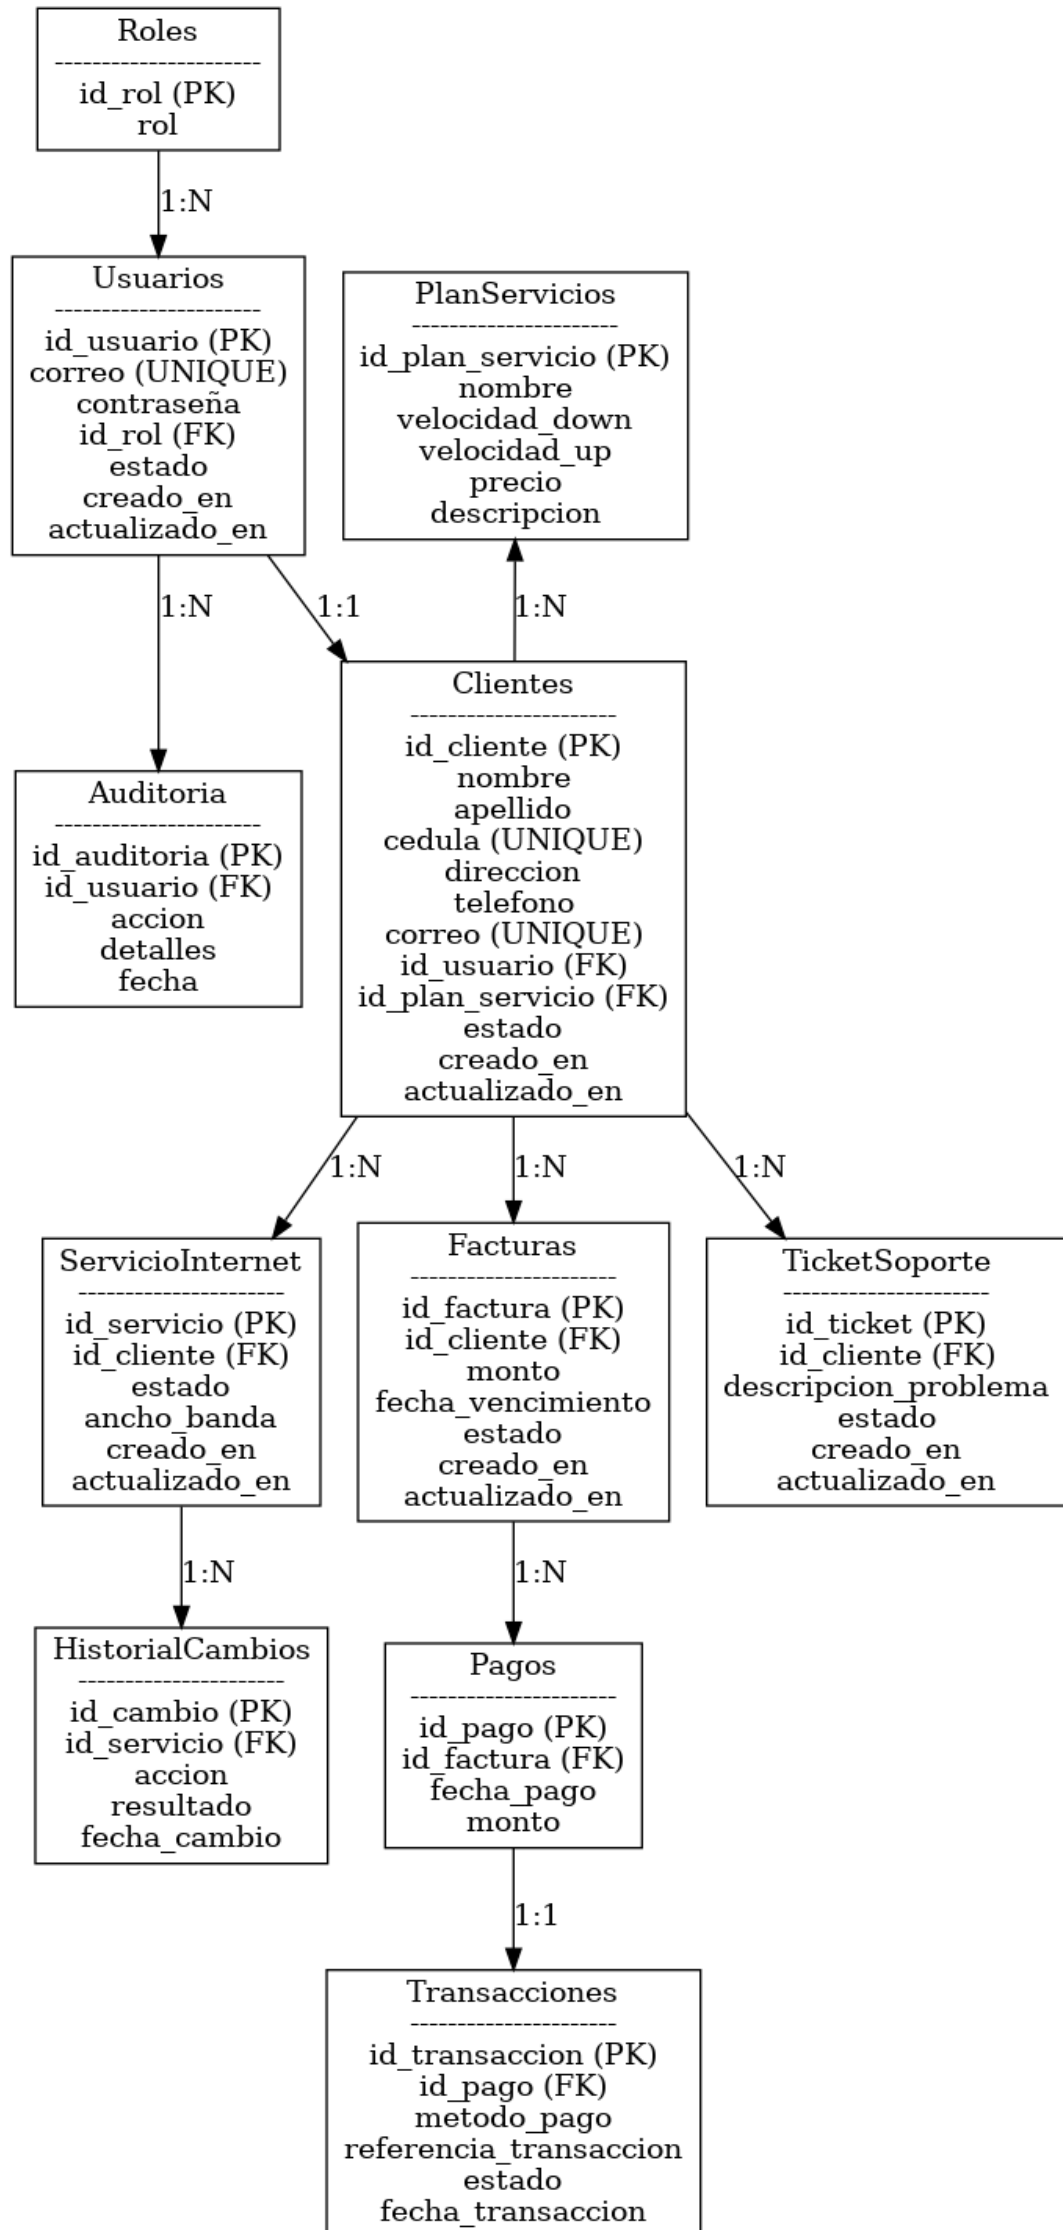 Roles
----------------------
id_rol (PK)
rol
1:N
Usuarios
----------------------
id_usuario (PK)
correo (UNIQUE)
contraseña
id_rol (FK)
estado
creado_en
actualizado_en
PlanServicios
----------------------
id_plan_servicio (PK)
nombre
velocidad_down
velocidad_up
precio
descripcion
1:N
1:1
1:N
Clientes
----------------------
id_cliente (PK)
nombre
apellido
cedula (UNIQUE)
direccion
telefono
correo (UNIQUE)
id_usuario (FK)
id_plan_servicio (FK)
estado
creado_en
actualizado_en
Auditoria
----------------------
id_auditoria (PK)
id_usuario (FK)
accion
detalles
fecha
1:N
1:N
1:N
ServicioInternet
----------------------
id_servicio (PK)
id_cliente (FK)
estado
ancho_banda
creado_en
actualizado_en
Facturas
----------------------
id_factura (PK)
id_cliente (FK)
monto
fecha_vencimiento
estado
creado_en
actualizado_en
TicketSoporte
----------------------
id_ticket (PK)
id_cliente (FK)
descripcion_problema
estado
creado_en
actualizado_en
1:N
1:N
HistorialCambios
----------------------
id_cambio (PK)
id_servicio (FK)
accion
resultado
fecha_cambio
Pagos
----------------------
id_pago (PK)
id_factura (FK)
fecha_pago
monto
1:1
Transacciones
----------------------
id_transaccion (PK)
id_pago (FK)
metodo_pago
referencia_transaccion
estado
fecha_transaccion